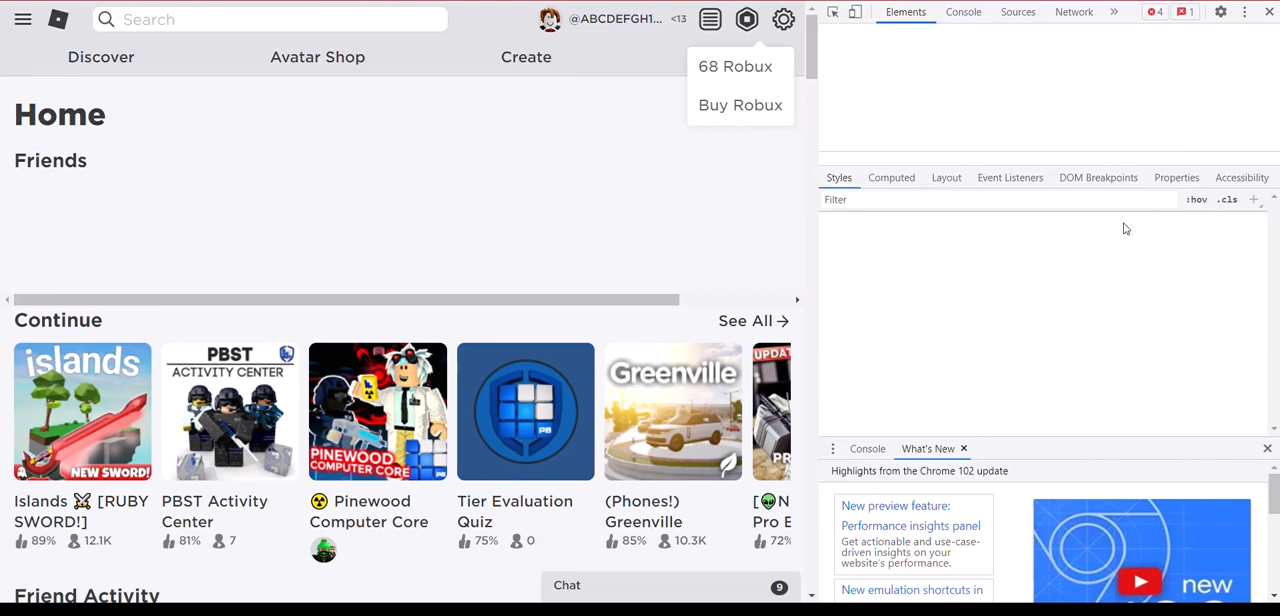 Search
@ABCDEFGH1... <13
Discover
Avatar Shop
Create
68 Robux
Buy Robux
Home
Friends
Continue
See All
islands
NEW SWORD!
PBST
ACTIVITY CENTER
PINEWOOD
COMPUTER CORE
PB
Greenville
UPDAT
Islands ⚔️ [RUBY
SWORD!]
89% 12.1K
PBST Activity
Center
81% 7
☢️ Pinewood
Computer Core
Tier Evaluation
Quiz
75% 0
(Phones!)
Greenville
85% 10.3K
[👽N
Pro E
72%
Friend Activity
Chat
9
Elements
Console
Sources
Network
»
4
1
Styles
Computed
Layout
Event Listeners
DOM Breakpoints
Properties
Accessibility
Filter
:hov
.cls
Console
What's New
Highlights from the Chrome 102 update
New preview feature:
Performance insights panel
Get actionable and use-case-
driven insights on your
website's performance.
New emulation shortcuts in
new